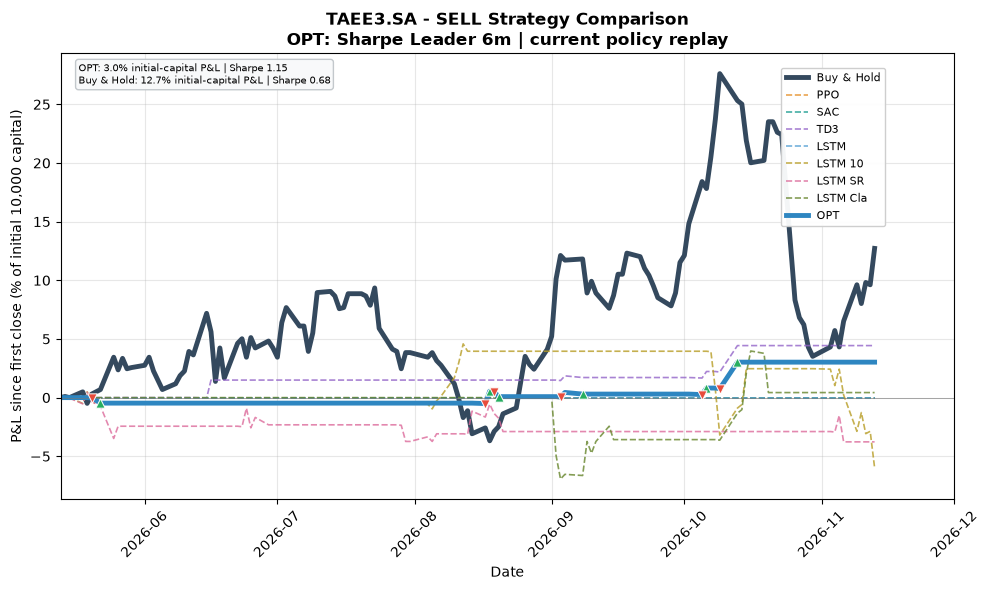 TAEE3.SA - SELL Strategy Comparison
OPT: Sharpe Leader 6m | current policy replay
OPT: 3.0% initial-capital P&L | Sharpe 1.15
Buy & Hold: 12.7% initial-capital P&L | Sharpe 0.68
Buy & Hold
PPO
SAC
TD3
LSTM
LSTM 10
LSTM SR
LSTM Cla
OPT
P&L since first close (% of initial 10,000 capital)
25
20
15
10
5
0
−5
2026-06
2026-07
2026-08
2026-09
2026-10
2026-11
2026-12
Date